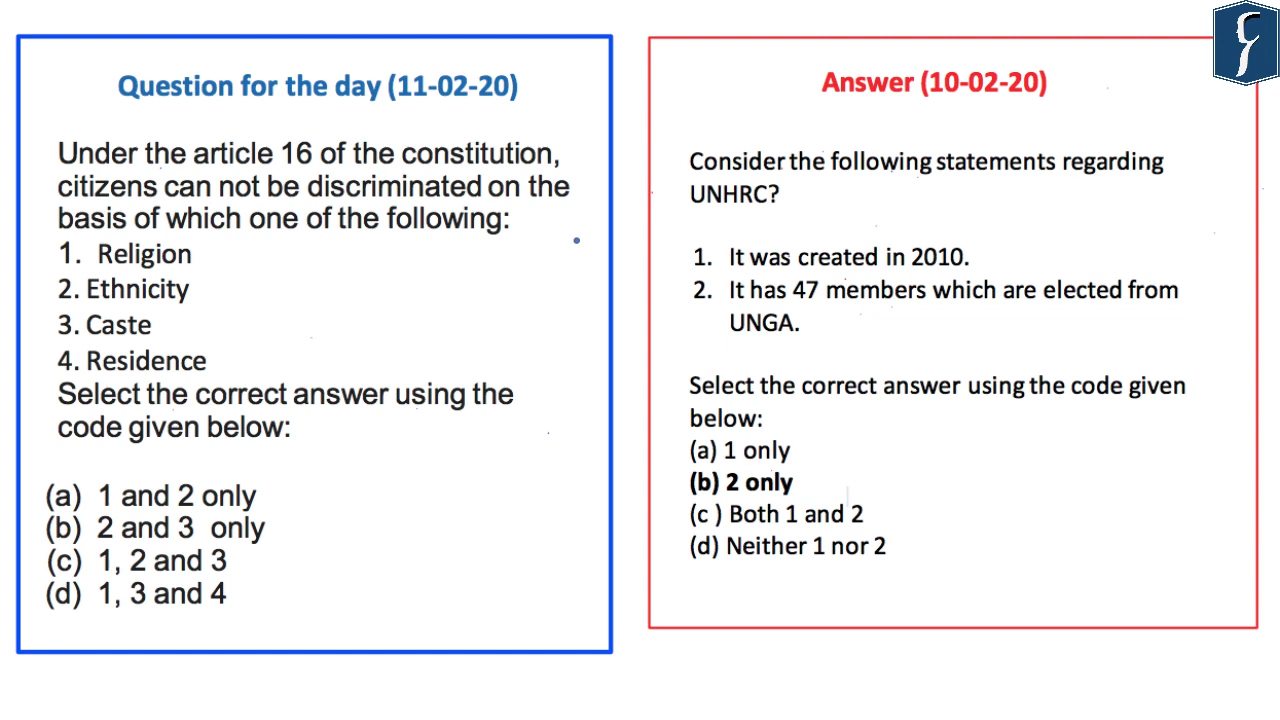 Question for the day (11-02-20)
Under the article 16 of the constitution,
citizens can not be discriminated on the
basis of which one of the following:
1. Religion
2. Ethnicity
3. Caste
4. Residence
Select the correct answer using the
code given below:
(a) 1 and 2 only
(b) 2 and 3 only
(c) 1, 2 and 3
(d) 1, 3 and 4
Answer (10-02-20)
Consider the following statements regarding
UNHRC?
1. It was created in 2010.
2. It has 47 members which are elected from
UNGA.
Select the correct answer using the code given
below:
(a) 1 only
(b) 2 only
(c ) Both 1 and 2
(d) Neither 1 nor 2